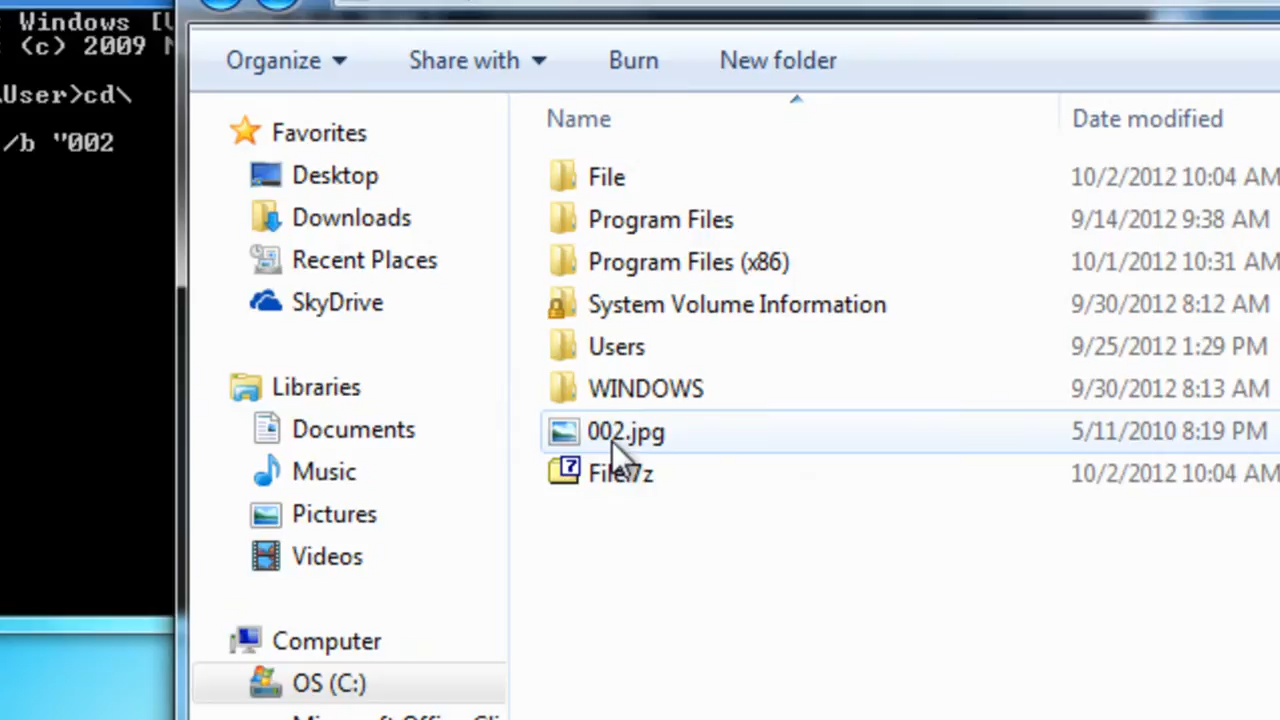 Windows [
(c) 2009
User>cd\
/b "002
Organize
Share with
Burn
New folder
Name
Date modified
Favorites
Desktop
Downloads
Recent Places
SkyDrive
Libraries
Documents
Music
Pictures
Videos
Computer
OS (C:)
File 10/2/2012 10:04 AM
Program Files 9/14/2012 9:38 AM
Program Files (x86) 10/1/2012 10:31 AM
System Volume Information 9/30/2012 8:12 AM
Users 9/25/2012 1:29 PM
WINDOWS 9/30/2012 8:13 AM
002.jpg 5/11/2010 8:19 PM
File.7z 10/2/2012 10:04 AM